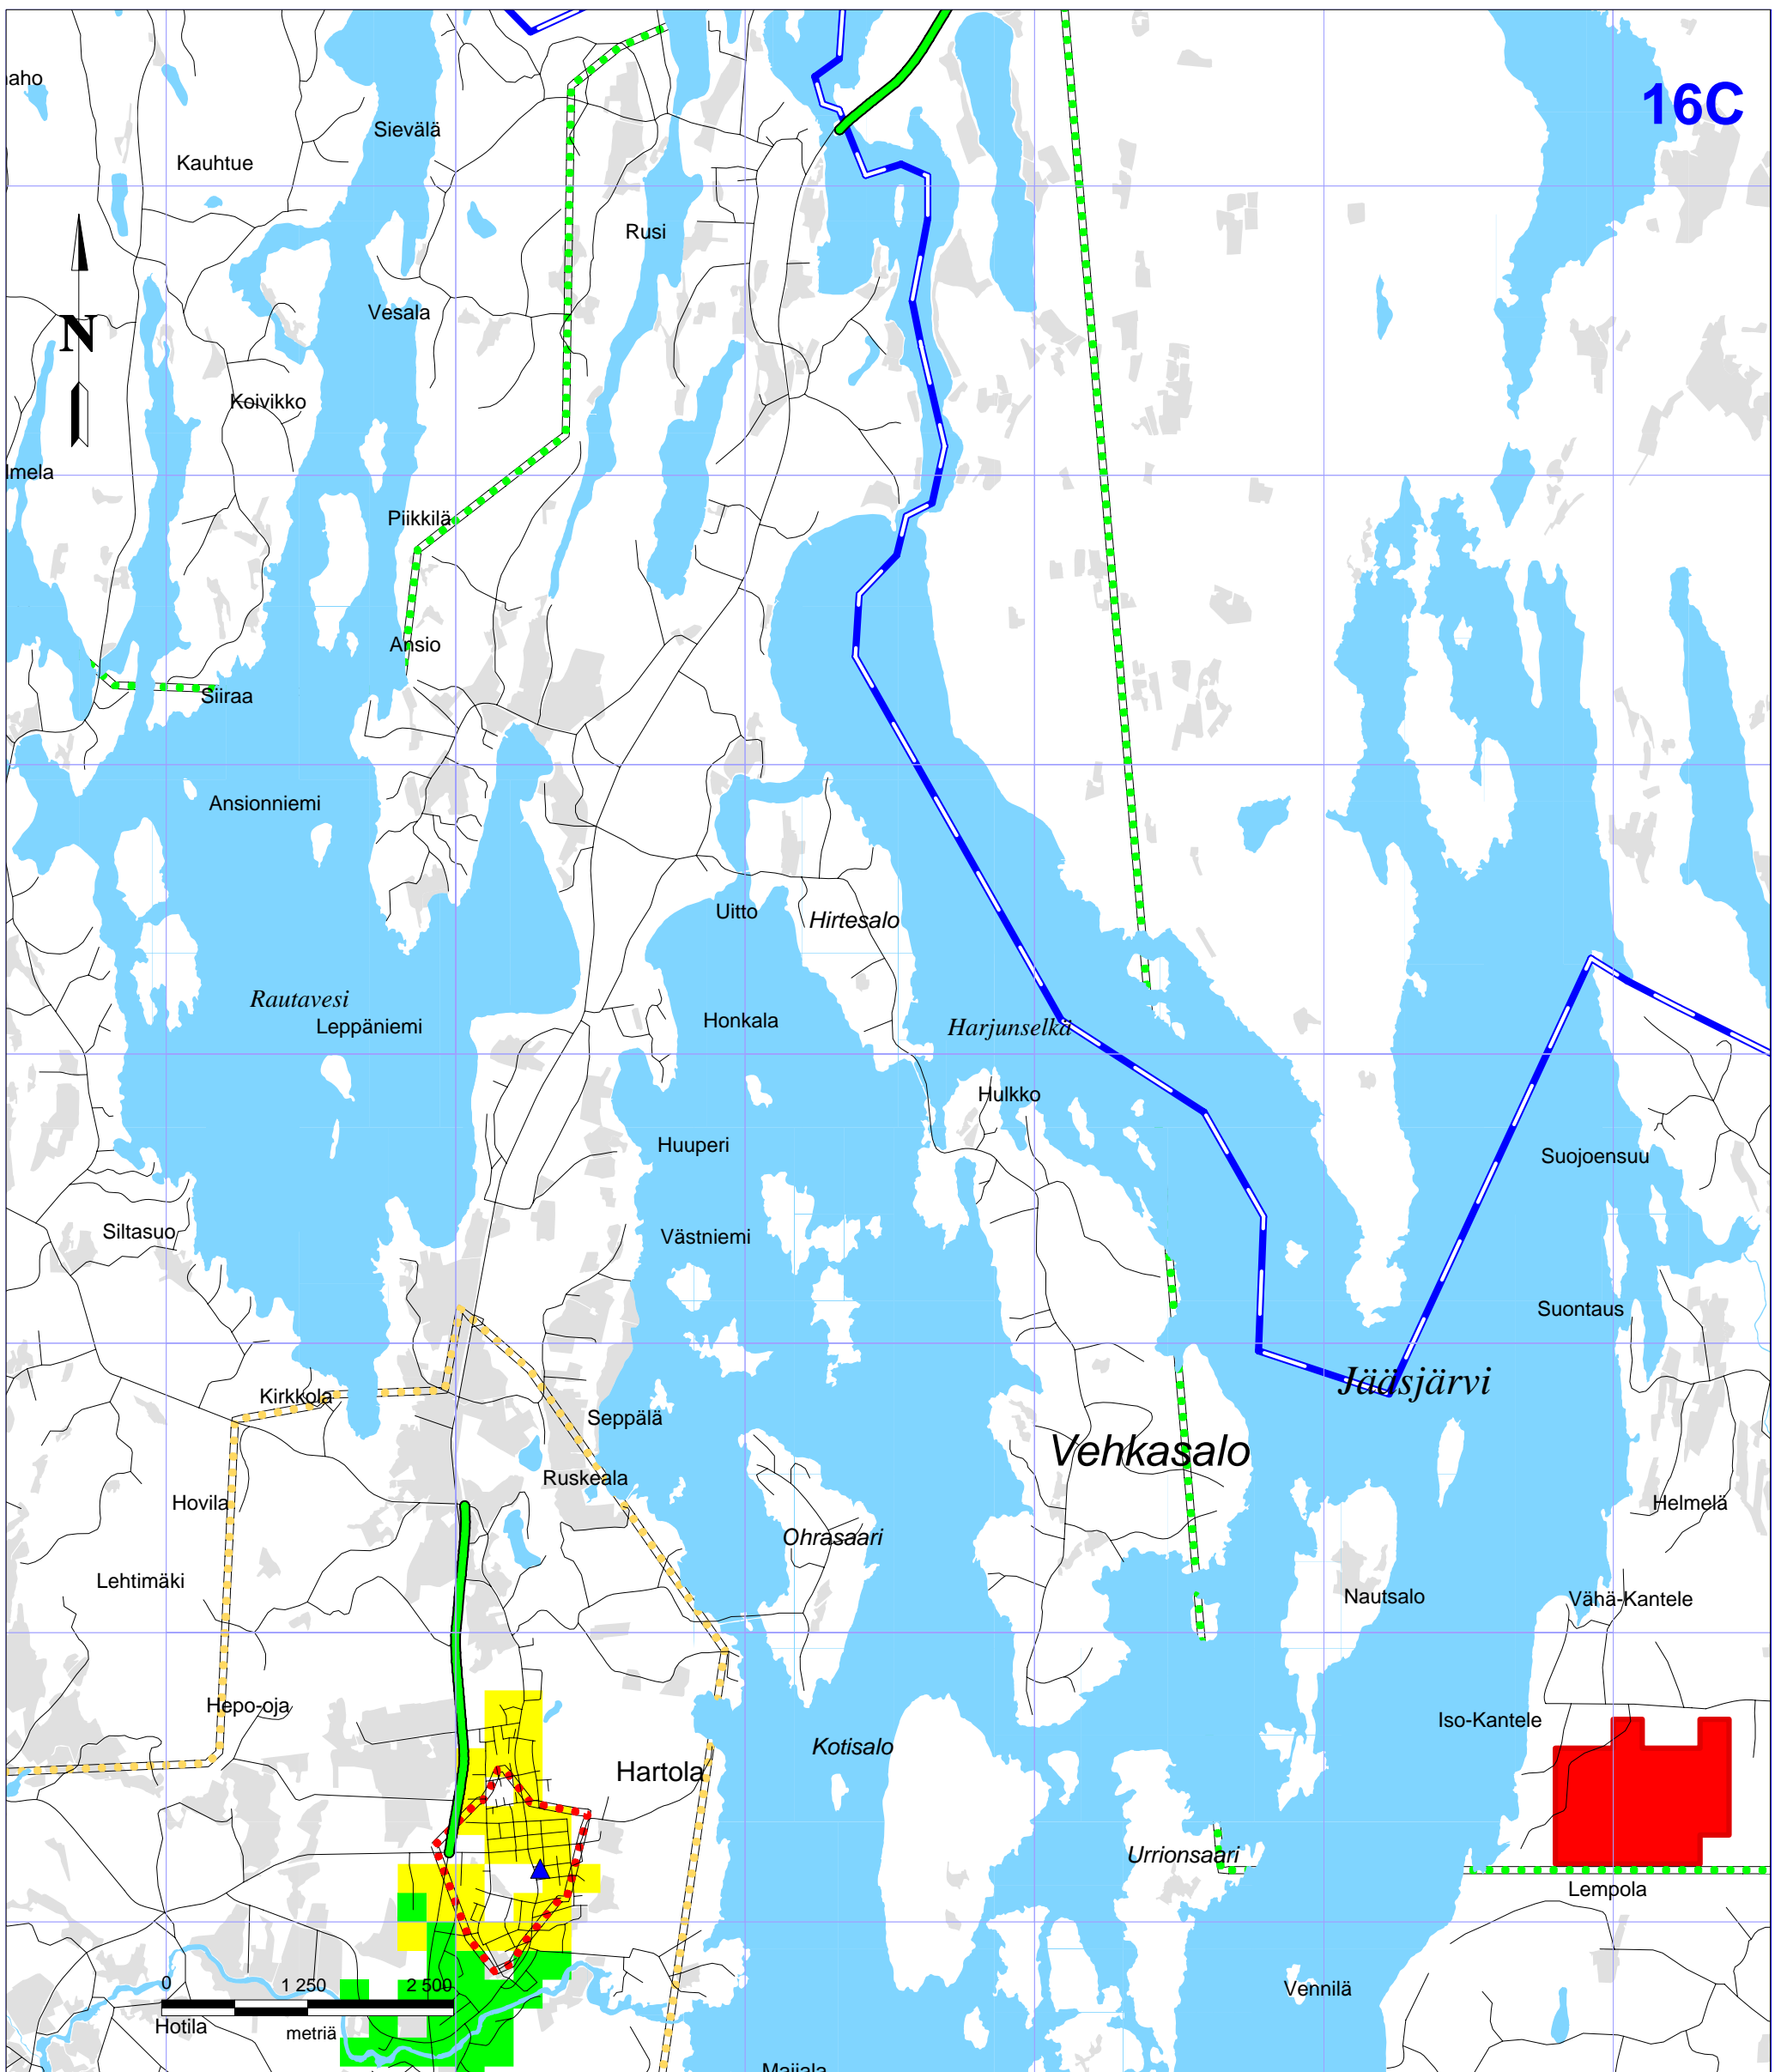 aho
16C
Sievälä
Kauhtue
Rusi
Vesala
N
Koivikko
lmela
Piikkilä
Ansio
Siiraa
Ansionniemi
Uitto
Hirtesalo
Rautavesi
Leppäniemi
Honkala
Harjunselkä
Hulkko
Huuperi
Suojoensuu
Siltasuo
Västniemi
Suontaus
Jääsjärvi
Kirkkola
Seppälä
Vehkasalo
Ruskeala
Hovila
Helmelä
Ohrasaari
Lehtimäki
Nautsalo
Vähä-Kantele
Hepo-oja
Iso-Kantele
Kotisalo
Hartola
Urrionsaari
Lempola
0 1 250 2 500
Vennilä
Hotila
metriä
Maijala